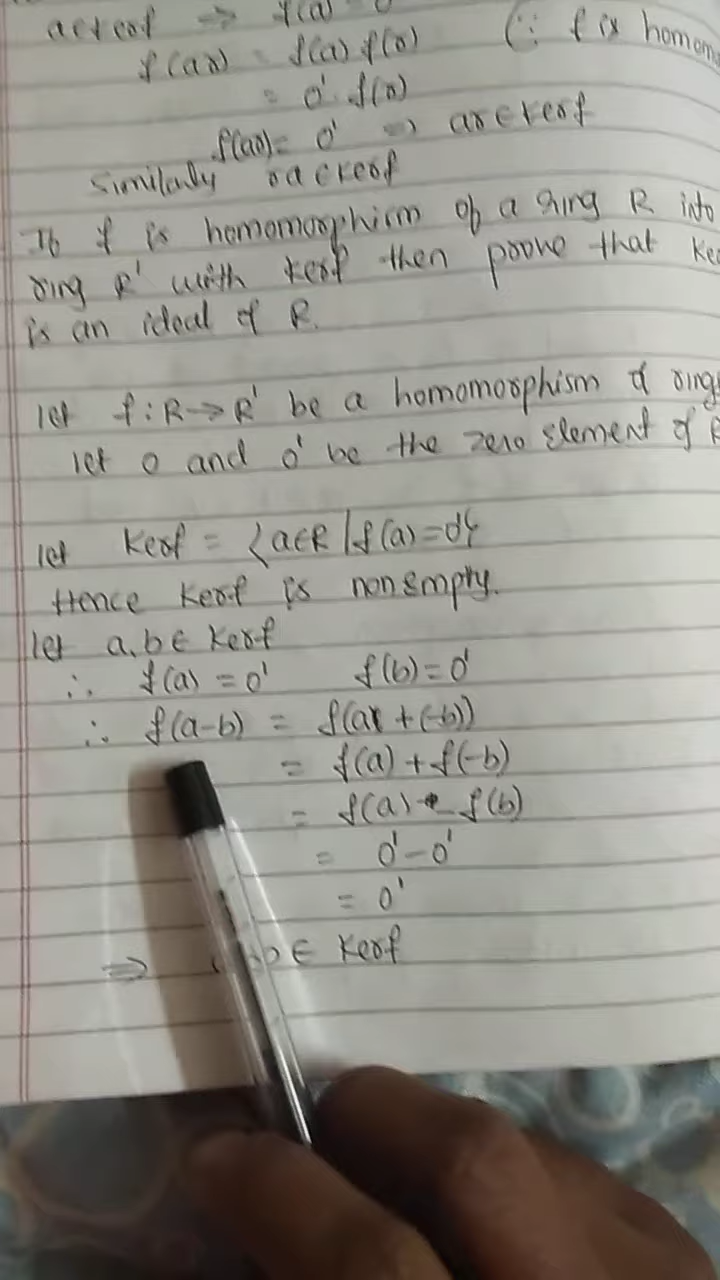 f(a) = 0
f(ar) = f(a) f(r) (∵ f is homom
= 0'. f(r)
f(ar) = 0' => ar ∈ kerf
Similarly ra ∈ kerf
If f is homomorphism of a ring R into
ring R' with kerf then prove that Ke
is an ideal of R.
let f : R → R' be a homomorphism of rings
let 0 and 0' be the zero element of R
let Kerf = {a∈R | f(a) = 0'}
Hence Kerf is nonempty.
let a, b ∈ Kerf
∴ f(a) = 0' f(b) = 0'
∴ f(a-b) = f(a + (-b))
= f(a) + f(-b)
= f(a) - f(b)
= 0' - 0'
= 0'
=> ∈ Kerf